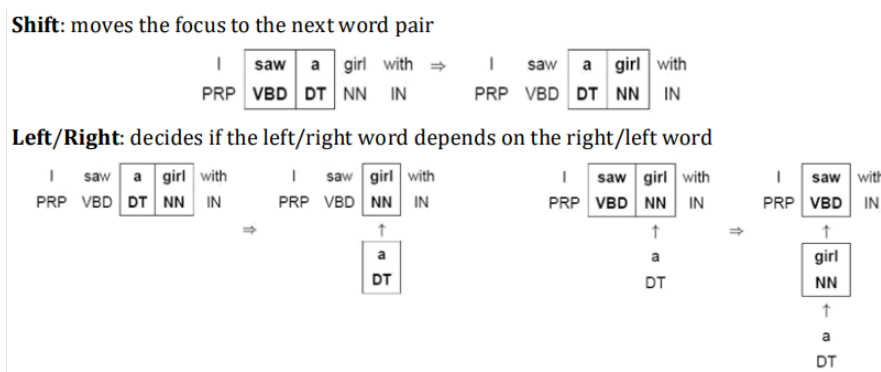 Shift: moves the focus to the next word pair
I saw a girl with ⇒ I saw a girl with
PRP VBD DT NN IN PRP VBD DT NN IN
Left/Right: decides if the left/right word depends on the right/left word
I saw a girl with I saw girl with I saw girl with I saw with
PRP VBD DT NN IN PRP VBD NN IN PRP VBD NN IN PRP VBD IN
⇒ ↑ ↑ ⇒ ↑
a a girl
DT DT NN
↑
a
DT